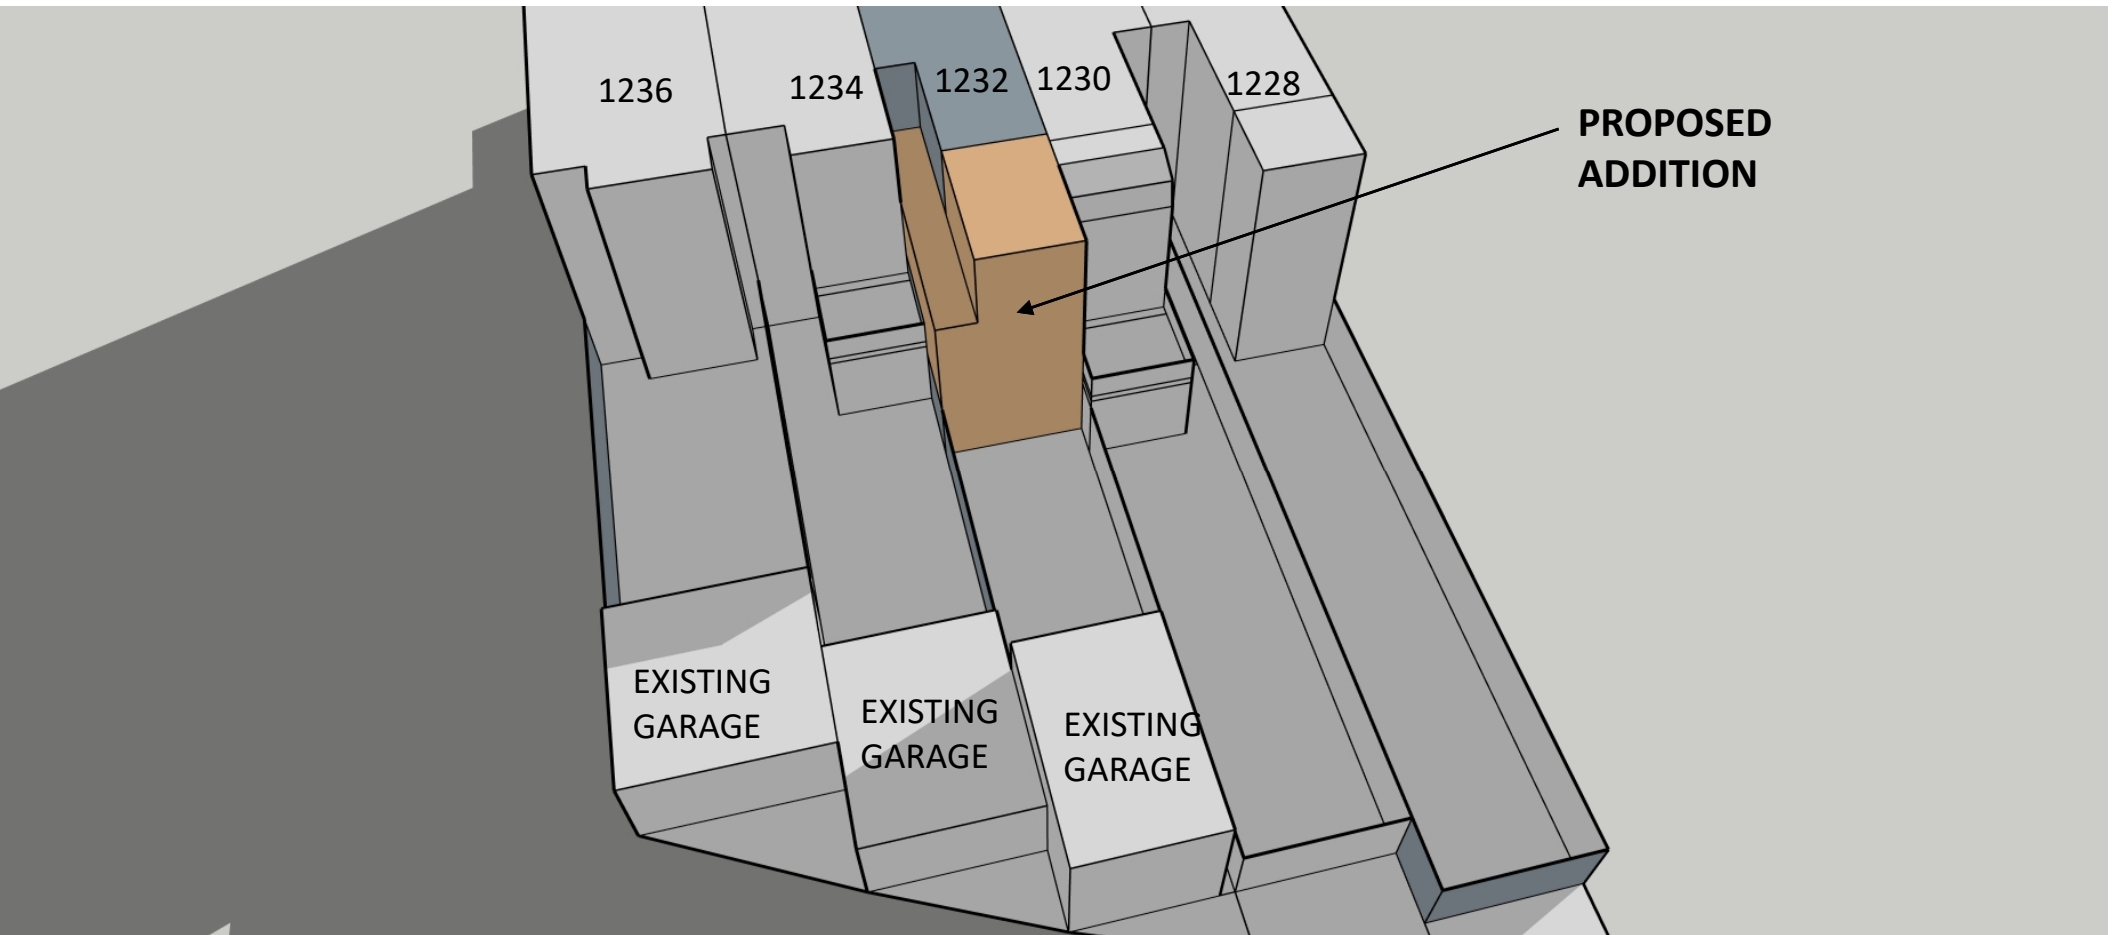 1236
1234
1232
1230
1228
PROPOSED
ADDITION
EXISTING
GARAGE
EXISTING
GARAGE
EXISTING
GARAGE